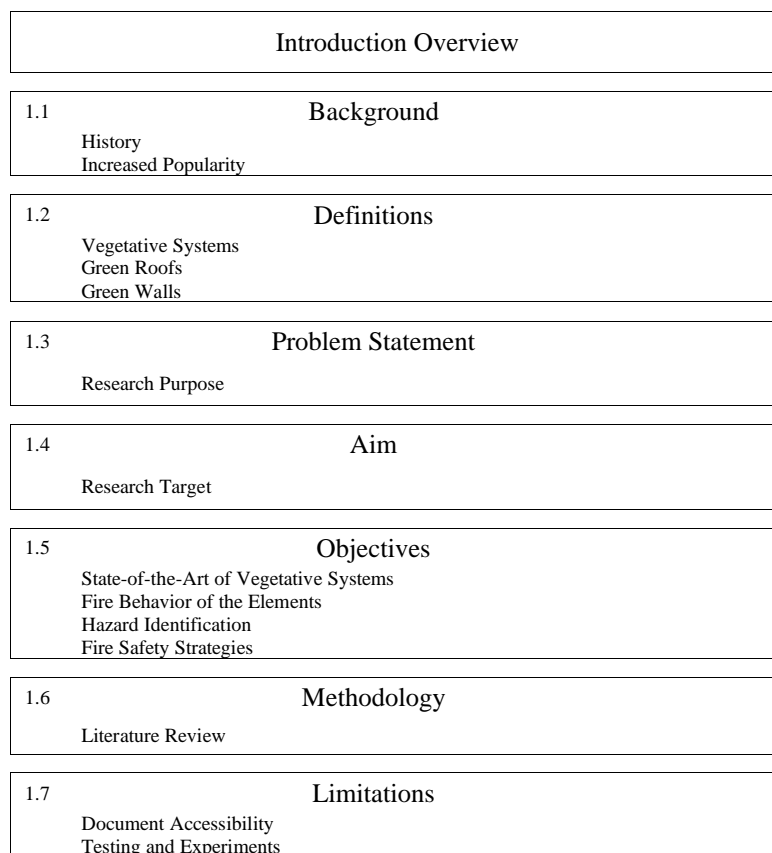 Introduction Overview
1.1 Background
History
Increased Popularity
1.2 Definitions
Vegetative Systems
Green Roofs
Green Walls
1.3 Problem Statement
Research Purpose
1.4 Aim
Research Target
1.5 Objectives
State-of-the-Art of Vegetative Systems
Fire Behavior of the Elements
Hazard Identification
Fire Safety Strategies
1.6 Methodology
Literature Review
1.7 Limitations
Document Accessibility
Testing and Experiments